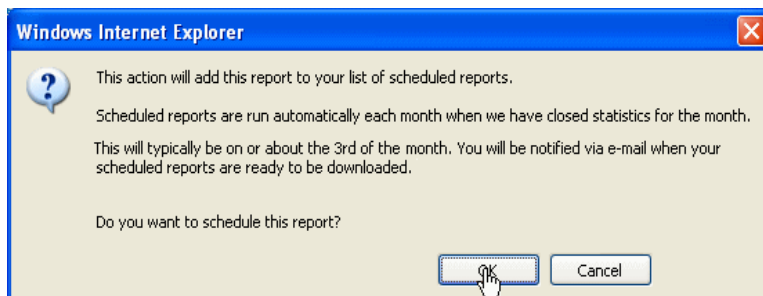 Windows Internet Explorer
This action will add this report to your list of scheduled reports.
Scheduled reports are run automatically each month when we have closed statistics for the month.
This will typically be on or about the 3rd of the month. You will be notified via e-mail when your
scheduled reports are ready to be downloaded.
Do you want to schedule this report?
OK
Cancel